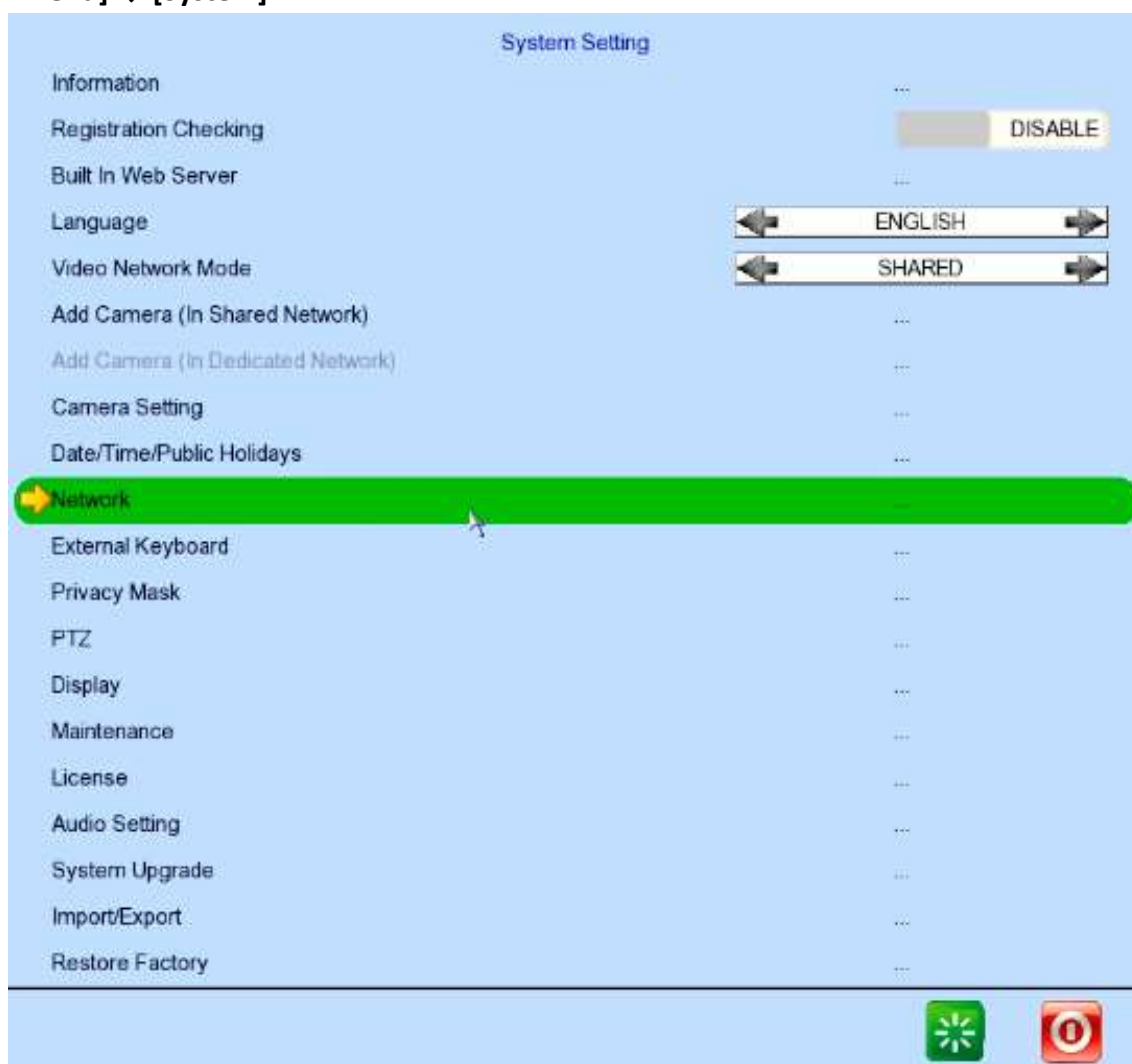 System Setting
Information ...
Registration Checking DISABLE
Built In Web Server ...
Language ENGLISH
Video Network Mode SHARED
Add Camera (In Shared Network) ...
Add Camera (In Dedicated Network) ...
Camera Setting ...
Date/Time/Public Holidays ...
Network ...
External Keyboard ...
Privacy Mask ...
PTZ ...
Display ...
Maintenance ...
License ...
Audio Setting ...
System Upgrade ...
Import/Export ...
Restore Factory ...